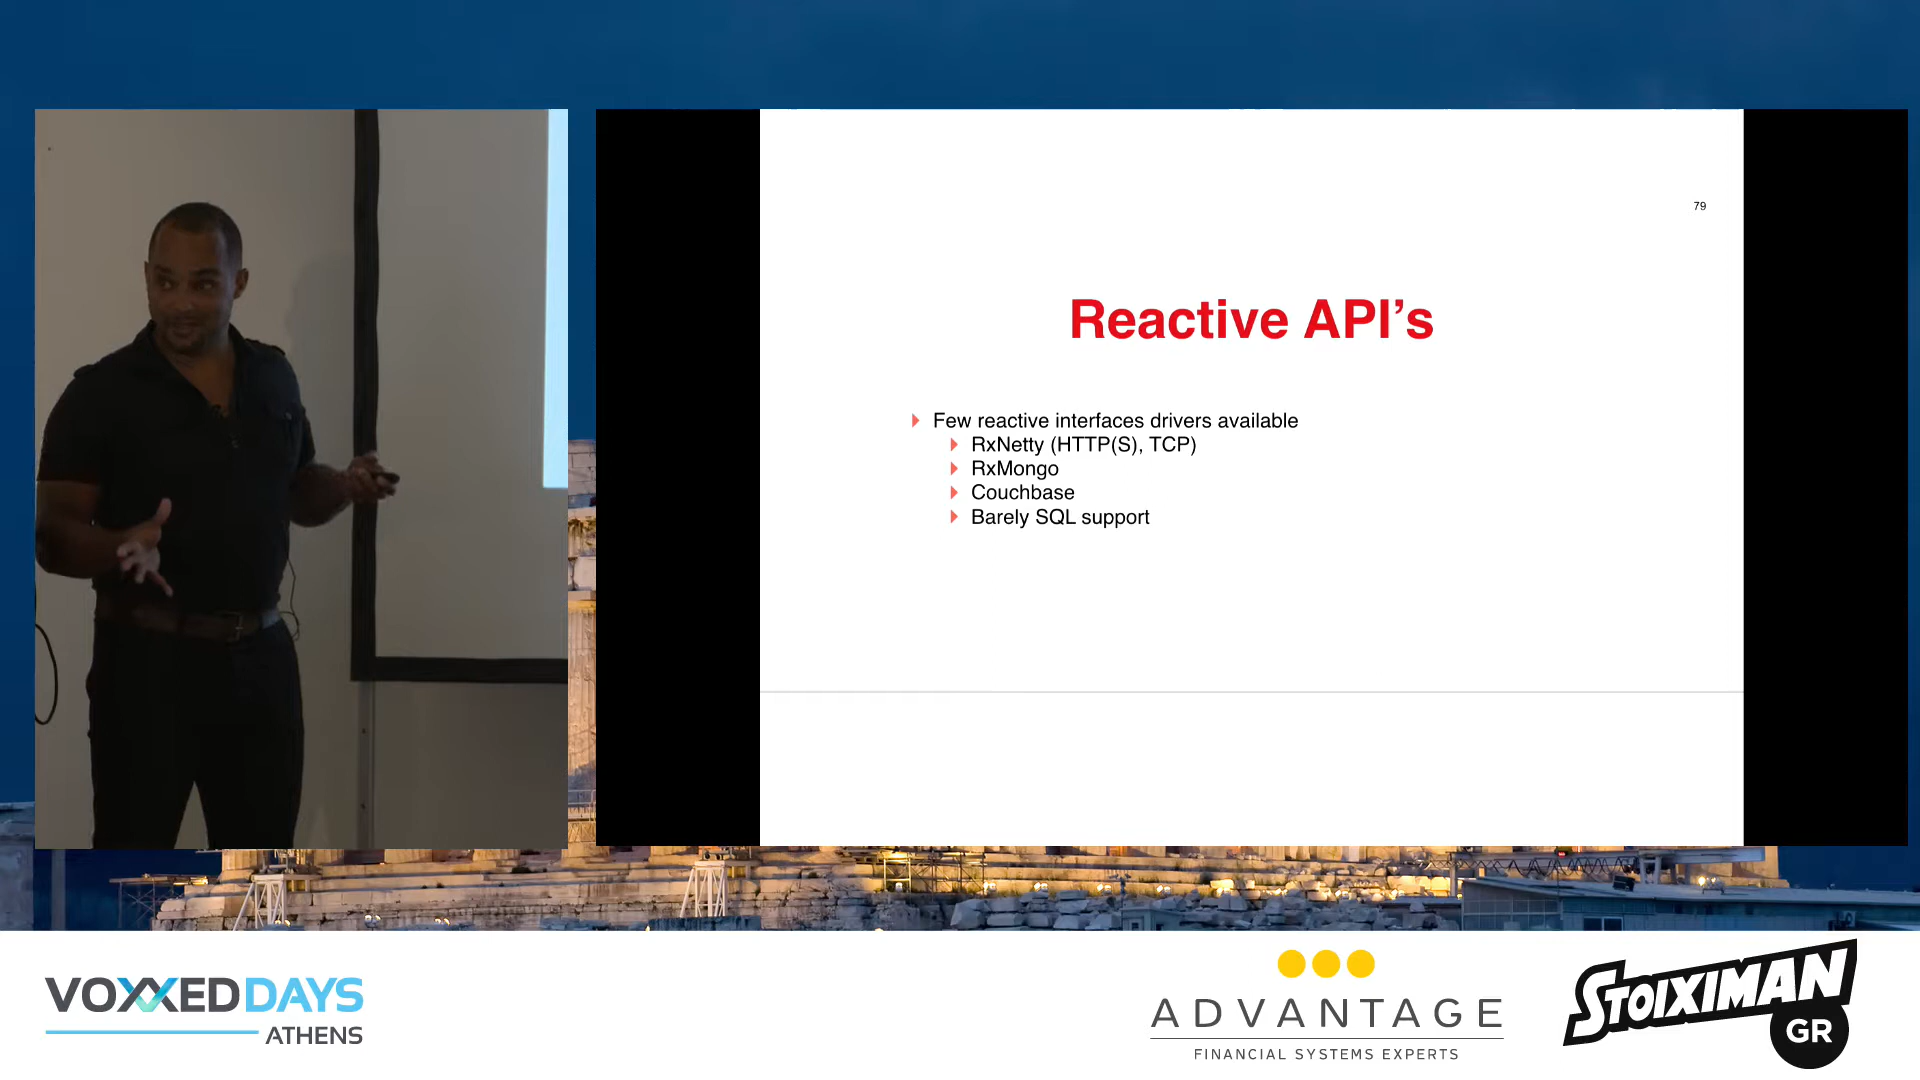 79
Reactive API’s
Few reactive interfaces drivers available
RxNetty (HTTP(S), TCP)
RxMongo
Couchbase
Barely SQL support
VOXXEDDAYS
ATHENS
ADVANTAGE
FINANCIAL SYSTEMS EXPERTS
STOIXIMAN
GR